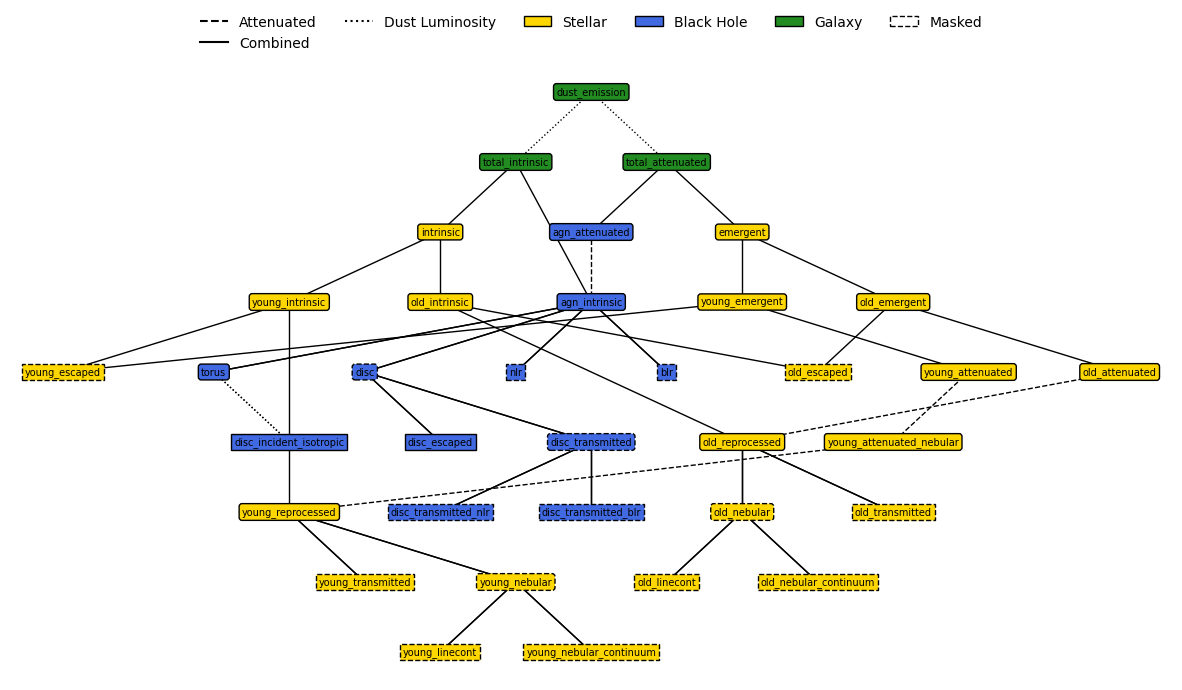 Attenuated Dust Luminosity Stellar Black Hole Galaxy Masked
Combined
dust_emission
total_intrinsic total_attenuated
intrinsic agn_attenuated emergent
young_intrinsic old_intrinsic agn_intrinsic young_emergent old_emergent
young_escaped torus disc nlr blr old_escaped young_attenuated old_attenuated
disc_incident_isotropic disc_escaped disc_transmitted old_reprocessed young_attenuated_nebular
young_reprocessed disc_transmitted_nlr disc_transmitted_blr old_nebular old_transmitted
young_transmitted young_nebular old_linecont old_nebular_continuum
young_linecont young_nebular_continuum